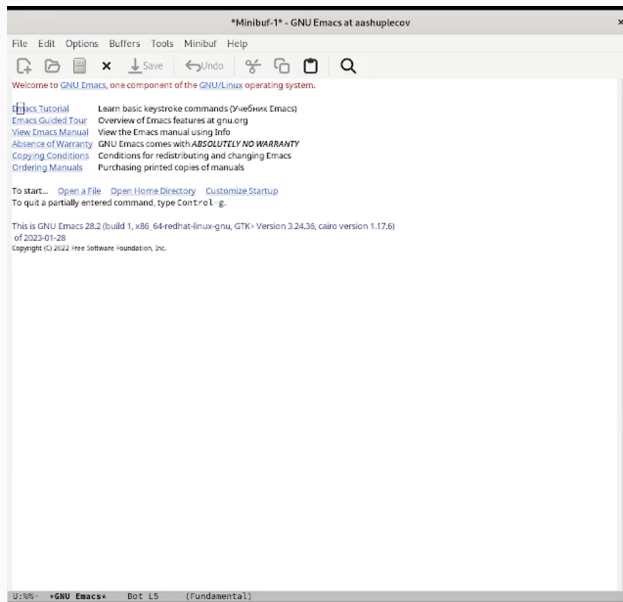 *Minibuf-1* - GNU Emacs at aashuplecov
File Edit Options Buffers Tools Minibuf Help
Save Undo
Welcome to GNU Emacs, one component of the GNU/Linux operating system.
Emacs Tutorial Learn basic keystroke commands (Учебник Emacs)
Emacs Guided Tour Overview of Emacs features at gnu.org
View Emacs Manual View the Emacs manual using Info
Absence of Warranty GNU Emacs comes with ABSOLUTELY NO WARRANTY
Copying Conditions Conditions for redistributing and changing Emacs
Ordering Manuals Purchasing printed copies of manuals
To start... Open a File Open Home Directory Customize Startup
To quit a partially entered command, type Control-g.
This is GNU Emacs 28.2 (build 1, x86_64-redhat-linux-gnu, GTK+ Version 3.24.36, cairo version 1.17.6)
of 2023-01-28
Copyright (C) 2022 Free Software Foundation, Inc.
U:%%- *GNU Emacs* Bot L5 (Fundamental)